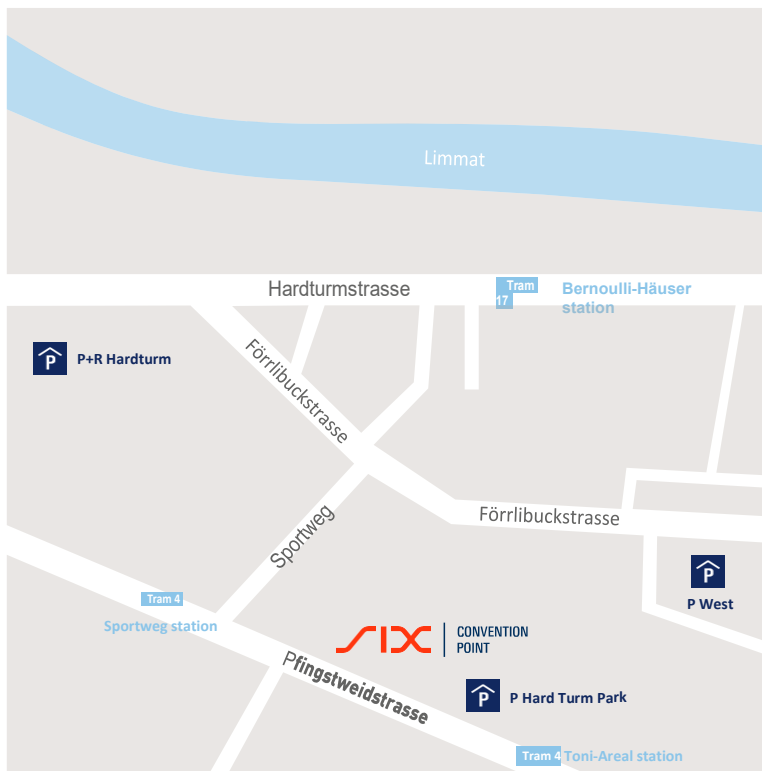 Limmat
Hardturmstrasse
Tram
17
Bernoulli-Häuser
station
P
P+R Hardturm
Förrlibuckstrasse
Förrlibuckstrasse
Sportweg
P
P West
Tram 4
Sportweg station
SIX
CONVENTION
POINT
Pfingstweidstrasse
P
P Hard Turm Park
Tram 4
Toni-Areal station